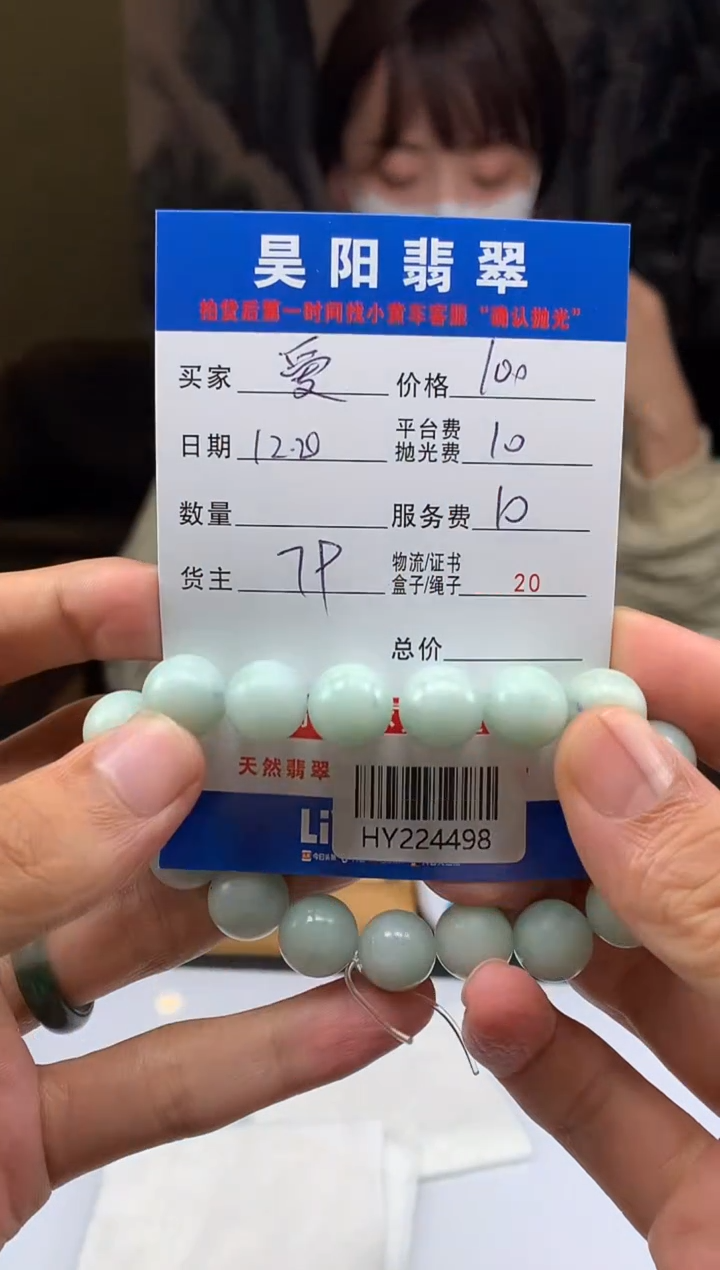 昊阳翡翠
拍货后第一时间找小黄车客服“确认抛光”
买家 爱 价格 100
日期 12.20 平台费 抛光费 10
数量 服务费 10
货主 物流/证书 盒子/绳子 20
总价
天然翡翠
HY224498